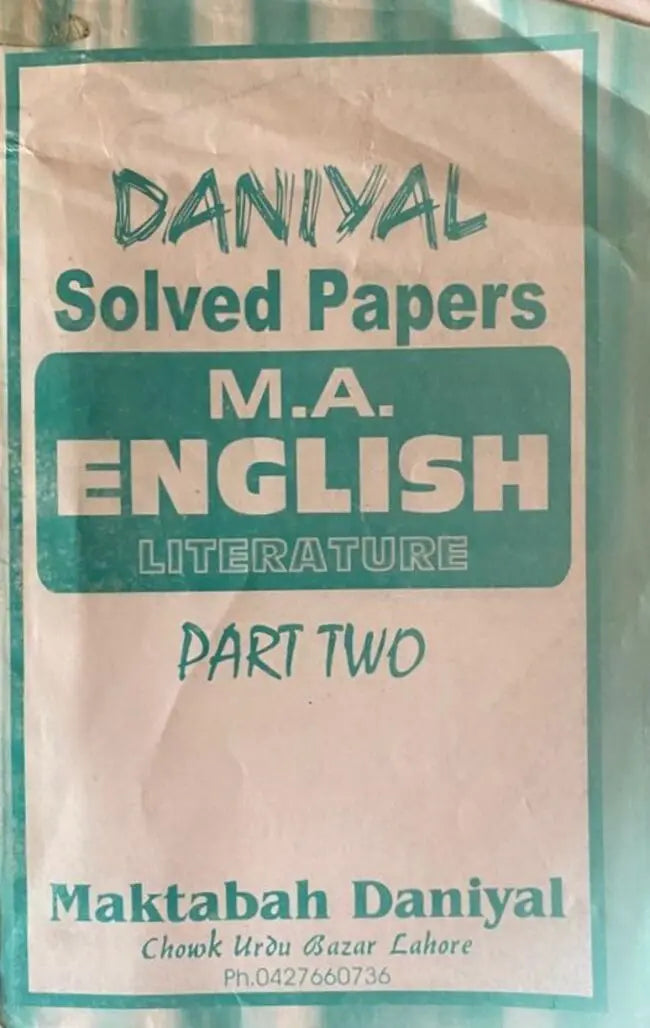 DANIYAL
Solved Papers
M.A.
ENGLISH
LITERATURE
PART TWO
Maktabah Daniyal
Chowk Urdu Bazar Lahore
Ph.0427660736